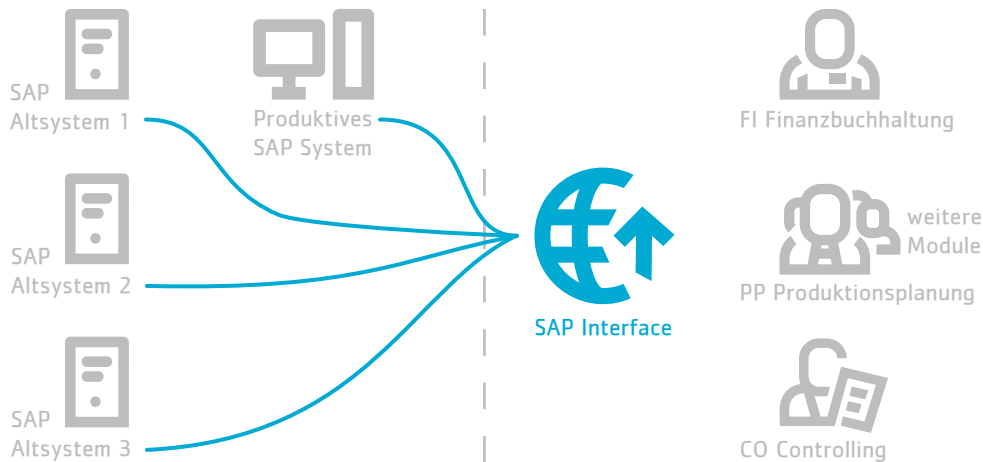 SAP
Altsystem 1
Produktives
SAP System
FI Finanzbuchhaltung
SAP
Altsystem 2
SAP Interface
weitere
Module
PP Produktionsplanung
SAP
Altsystem 3
CO Controlling